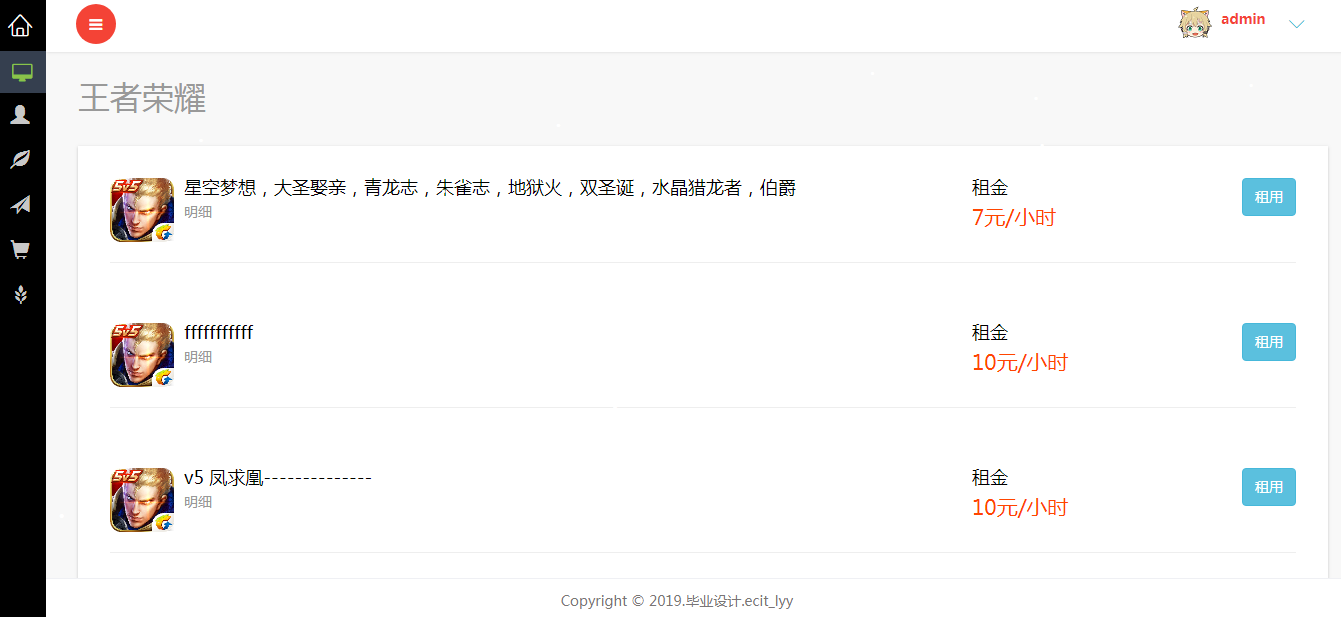 admin
王者荣耀
5v5
星空梦想，大圣娶亲，青龙志，朱雀志，地狱火，双圣诞，水晶猎龙者，伯爵
明细
租金
7元/小时
租用
5v5
fffffffffff
明细
租金
10元/小时
租用
5v5
v5 凤求凰--------------
明细
租金
10元/小时
租用
Copyright © 2019.毕业设计.ecit_lyy